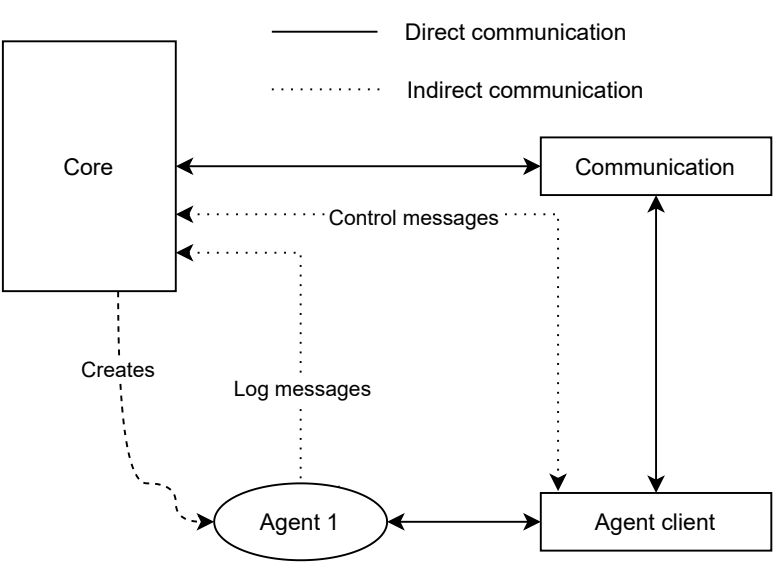 Direct communication
Indirect communication
Core
Communication
Control messages
Creates
Log messages
Agent 1
Agent client